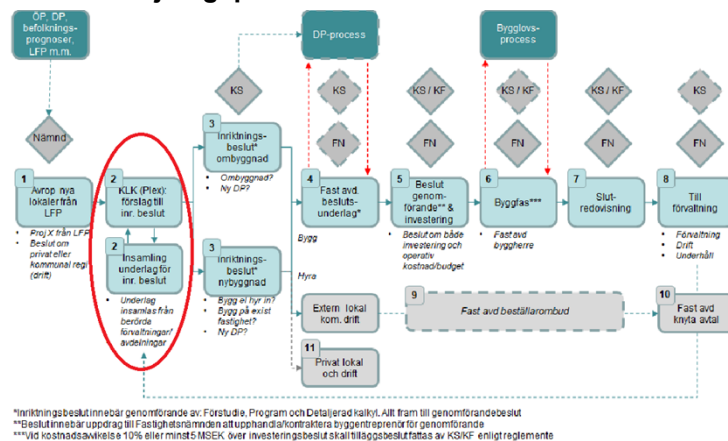 ÖP, DP,
befolknings-
prognoser,
LFP m.m.
DP-process
Bygglovs-
process
KS
KS
KS / KF
KS / KF
KS / KF
KS
Nämnd
FN
FN
FN
FN
FN
1
Avrop nya
lokaler från
LFP
• Proj X från LFP
• Beslut om
privat eller
kommunal regi
(drift)
2
KLK (Plex):
förslag till
inr. beslut
2
Insamling
underlag för
inr. beslut
• Underlag
insamlas från
berörda
förvaltningar/
avdelningar
3
Inriktnings-
beslut*
ombyggnad
• Ombyggnad?
• Ny DP?
3
Inriktnings-
beslut*
nybyggnad
• Bygg el hyr in?
• Bygg på exist
fastighet?
• Ny DP?
4
Fast avd.
besluts-
underlag*
Bygg
Hyra
5
Beslut
genom-
förande** &
investering
• Beslut om både
investering och
operativ
kostnad/budget
6
Byggfas***
• Fast avd
byggherre
7
Slut-
redovisning
8
Till
förvaltning
• Förvaltning
• Drift
• Underhåll
Extern lokal
kom. drift
9
Fast avd beställarombud
10
Fast avd
knyta avtal
11
Privat lokal
och drift
*Inriktningsbeslut innebär genomförande av: Förstudie, Program och Detaljerad kalkyl. Allt fram till genomförandebeslut
**Beslut innebär uppdrag till Fastighetsnämnden att upphandla/kontraktera byggentreprenör för genomförande
***Vid kostnadsavvikelse 10% eller minst 5 MSEK över investeringsbeslut skall tilläggsbeslut fattas av KS/KF enligt reglemente